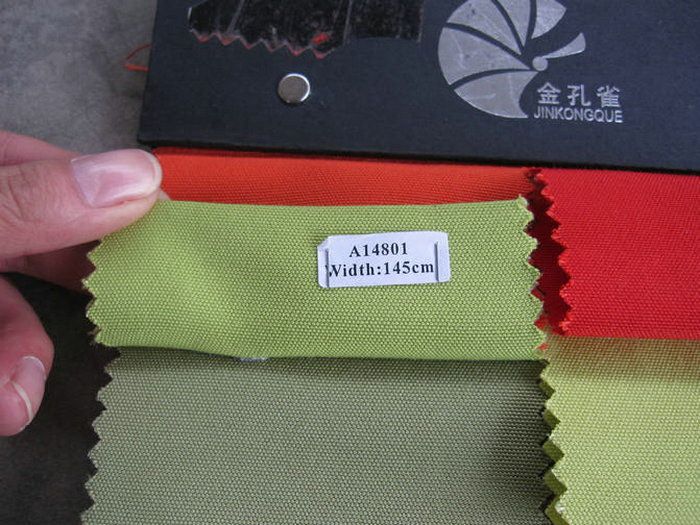 金孔雀
JINKONGQUE
A14801
Width:145cm